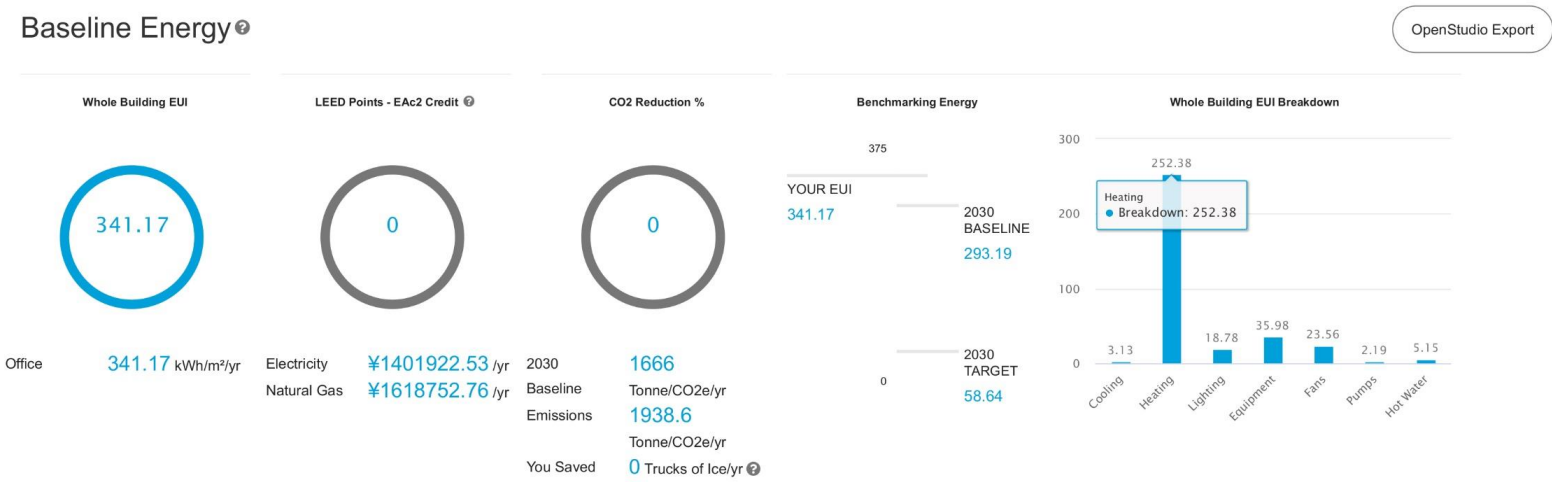 Baseline Energy ?
OpenStudio Export
Whole Building EUI
341.17
Office 341.17 kWh/m²/yr
LEED Points - EAc2 Credit ?
0
Electricity ¥1401922.53 /yr
Natural Gas ¥1618752.76 /yr
CO2 Reduction %
0
2030 1666
Baseline Tonne/CO2e/yr
Emissions 1938.6
Tonne/CO2e/yr
You Saved 0 Trucks of Ice/yr ?
Benchmarking Energy
375
YOUR EUI
341.17
2030
BASELINE
293.19
2030
TARGET
58.64
0
Whole Building EUI Breakdown
300
200
100
0
252.38
Heating
Breakdown: 252.38
3.13
18.78
35.98
23.56
2.19
5.15
Cooling
Heating
Lighting
Equipment
Fans
Pumps
Hot Water